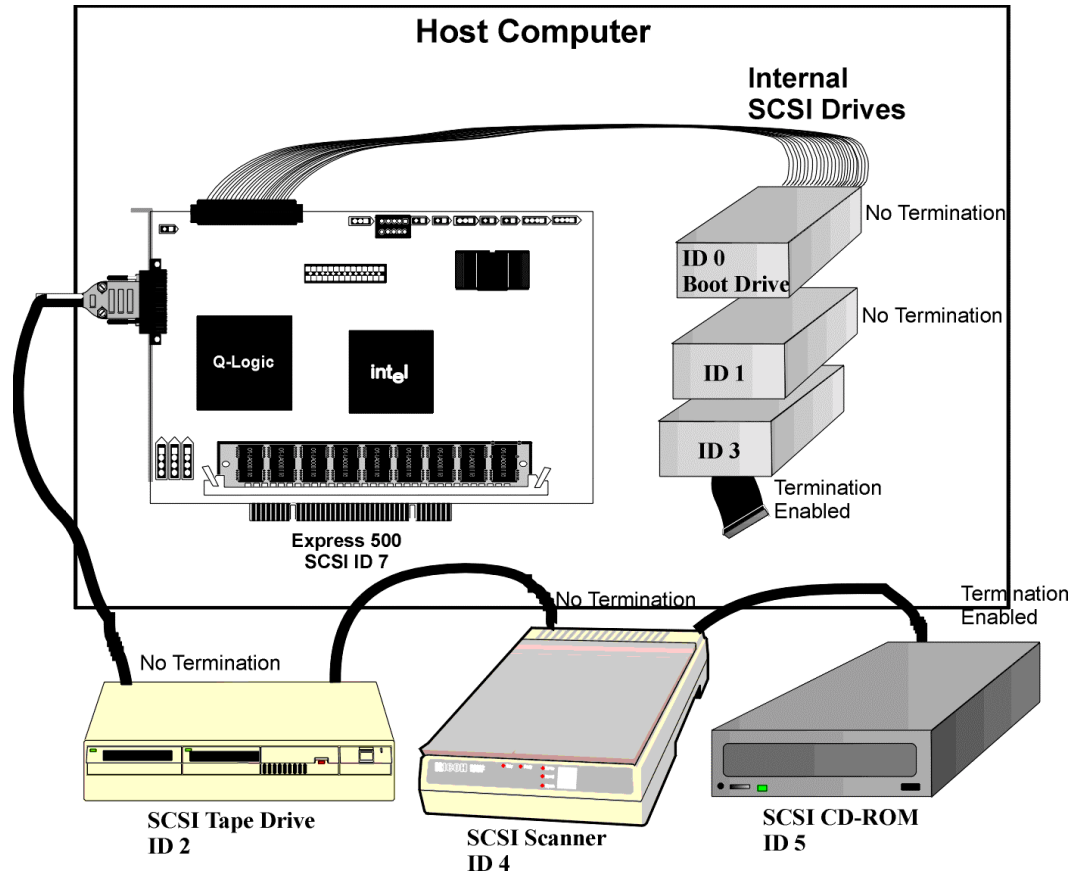 Host Computer
Internal
SCSI Drives
No Termination
ID 0
Boot Drive
No Termination
Q-Logic
intel
ID 1
ID 3
Termination
Enabled
Express 500
SCSI ID 7
No Termination
Termination
Enabled
No Termination
RICOH
SCSI Tape Drive
ID 2
SCSI Scanner
ID 4
SCSI CD-ROM
ID 5